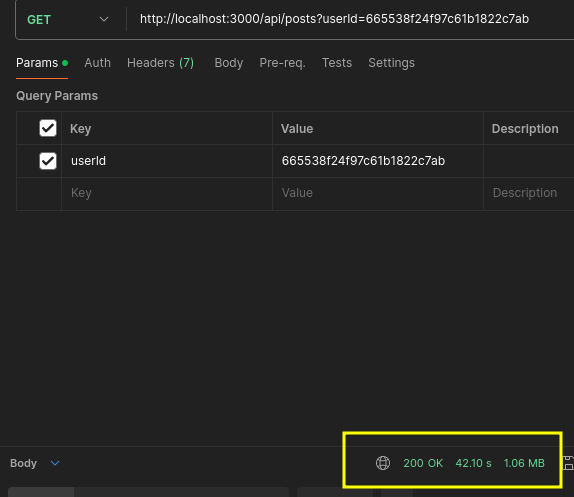 GET http://localhost:3000/api/posts?userId=665538f24f97c61b1822c7ab
Params Auth Headers (7) Body Pre-req. Tests Settings
Query Params
Key Value Description
userId 665538f24f97c61b1822c7ab
Key Value Description
Body 200 OK 42.10 s 1.06 MB